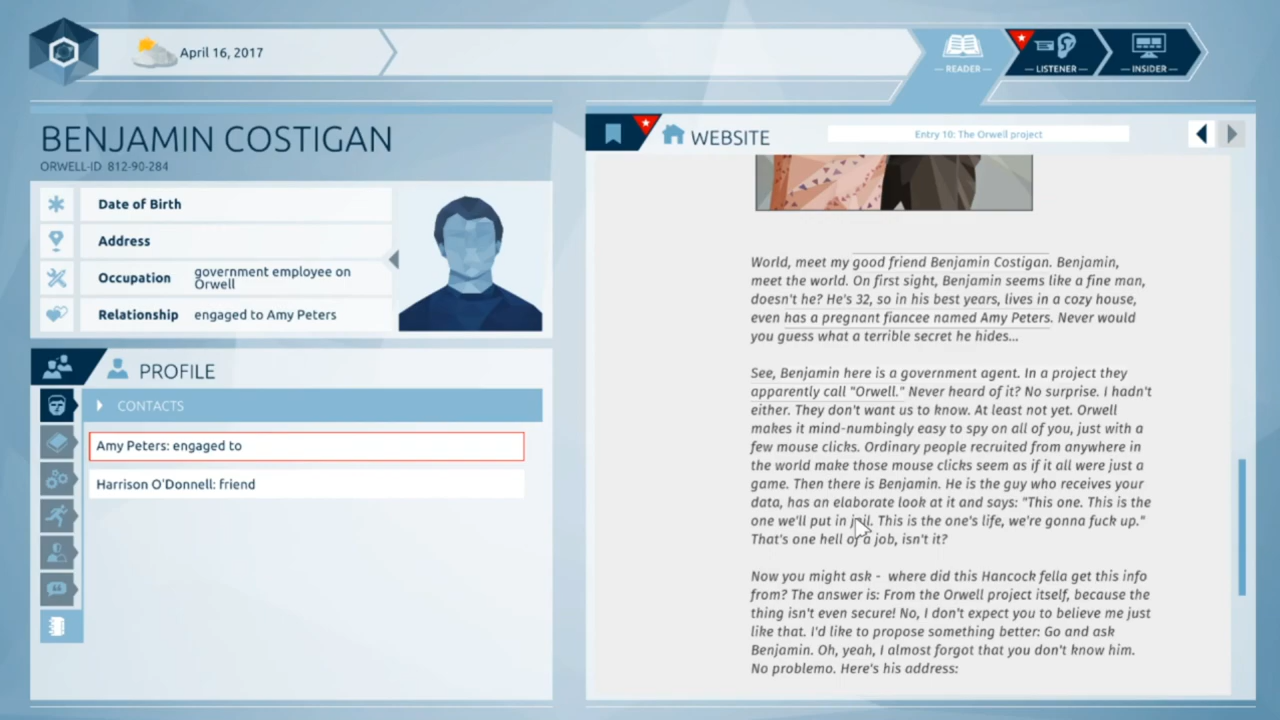 April 16, 2017
— READER —
— LISTENER —
— INSIDER —
BENJAMIN COSTIGAN
ORWELL-ID 812-90-284
Date of Birth
Address
Occupation government employee on Orwell
Relationship engaged to Amy Peters
PROFILE
CONTACTS
Amy Peters: engaged to
Harrison O'Donnell: friend
WEBSITE
Entry 10: The Orwell project
World, meet my good friend Benjamin Costigan. Benjamin,
meet the world. On first sight, Benjamin seems like a fine man,
doesn't he? He's 32, so in his best years, lives in a cozy house,
even has a pregnant fiancee named Amy Peters. Never would
you guess what a terrible secret he hides...
See, Benjamin here is a government agent. In a project they
apparently call "Orwell." Never heard of it? No surprise. I hadn't
either. They don't want us to know. At least not yet. Orwell
makes it mind-numbingly easy to spy on all of you, just with a
few mouse clicks. Ordinary people recruited from anywhere in
the world make those mouse clicks seem as if it all were just a
game. Then there is Benjamin. He is the guy who receives your
data, has an elaborate look at it and says: "This one. This is the
one we'll put in jail. This is the one's life, we're gonna fuck up."
That's one hell of a job, isn't it?
Now you might ask - where did this Hancock fella get this info
from? The answer is: From the Orwell project itself, because the
thing isn't even secure! No, I don't expect you to believe me just
like that. I'd like to propose something better: Go and ask
Benjamin. Oh, yeah, I almost forgot that you don't know him.
No problemo. Here's his address: